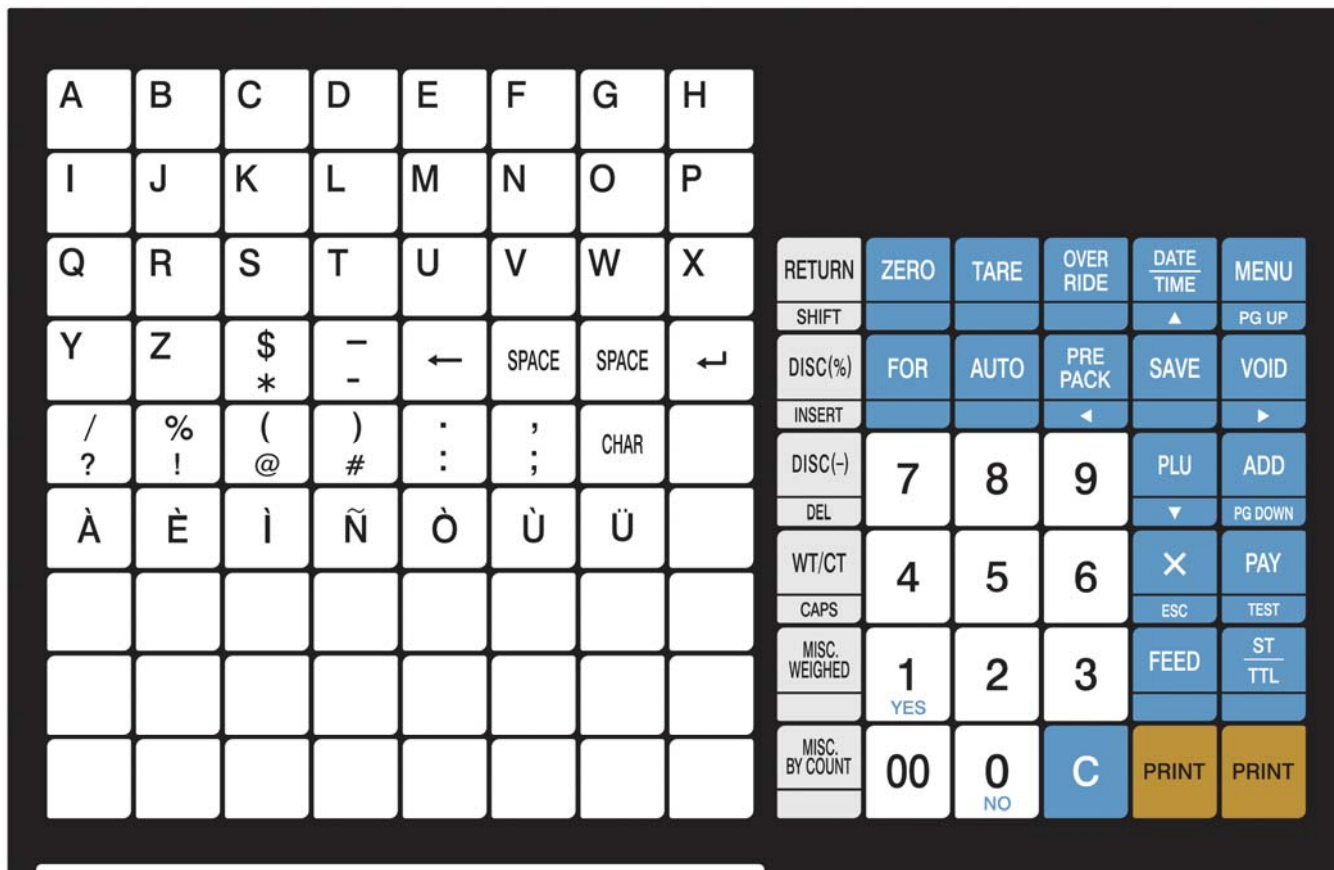 A B C D E F G H
I J K L M N O P
Q R S T U V W X
Y Z $ – ← SPACE SPACE ↵
* -
/ % ( ) . , CHAR
? ! @ # : ;
À È Ì Ñ Ò Ù Ü
RETURN ZERO TARE OVER RIDE DATE TIME MENU
SHIFT ▲ PG UP
DISC(%) FOR AUTO PRE PACK SAVE VOID
INSERT ◀ ▶
DISC(–) 7 8 9 PLU ADD
DEL ▼ PG DOWN
WT/CT 4 5 6 × PAY
CAPS ESC TEST
MISC. WEIGHED 1 2 3 FEED ST TTL
YES
MISC. BY COUNT 00 0 C PRINT PRINT
NO